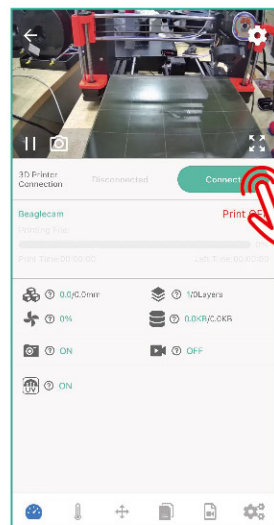 3D Printer
Connection
Disconnected
Connect
Beaglecam
Print OFF
Printing File:
0%
Print Time:00:00:00
Left Time:00:00:00
0.0/0.0mm
1/0Layers
0%
0.0KB/0.0KB
ON
OFF
UV
ON